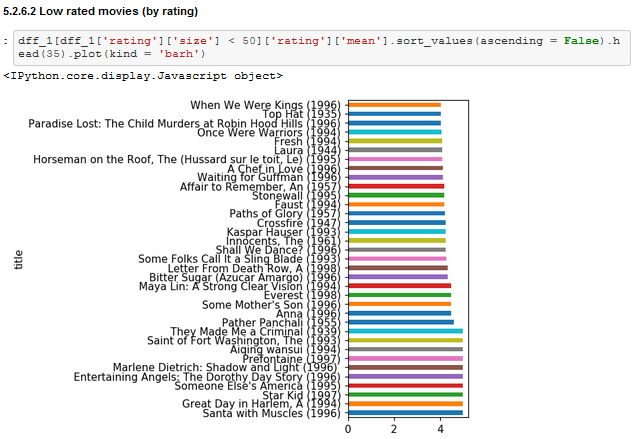 5.2.6.2 Low rated movies (by rating)
: dff_1[dff_1['rating']['size'] < 50]['rating']['mean'].sort_values(ascending = False).h
ead(35).plot(kind = 'barh')
<IPython.core.display.Javascript object>
When We Were Kings (1996)
Top Hat (1935)
Paradise Lost: The Child Murders at Robin Hood Hills (1996)
Once Were Warriors (1994)
Fresh (1994)
Laura (1944)
Horseman on the Roof, The (Hussard sur le toit, Le) (1995)
A Chef in Love (1996)
Waiting for Guffman (1996)
Affair to Remember, An (1957)
Stonewall (1995)
Faust (1994)
Paths of Glory (1957)
Crossfire (1947)
Kaspar Hauser (1993)
Innocents, The (1961)
Shall We Dance? (1996)
Some Folks Call It a Sling Blade (1993)
Letter From Death Row, A (1998)
Bitter Sugar (Azucar Amargo) (1996)
Maya Lin: A Strong Clear Vision (1994)
Everest (1998)
Some Mother's Son (1996)
Anna (1996)
Pather Panchali (1955)
They Made Me a Criminal (1939)
Saint of Fort Washington, The (1993)
Aiqing wansui (1994)
Prefontaine (1997)
Marlene Dietrich: Shadow and Light (1996)
Entertaining Angels: The Dorothy Day Story (1996)
Someone Else's America (1995)
Star Kid (1997)
Great Day in Harlem, A (1994)
Santa with Muscles (1996)
title
0 2 4